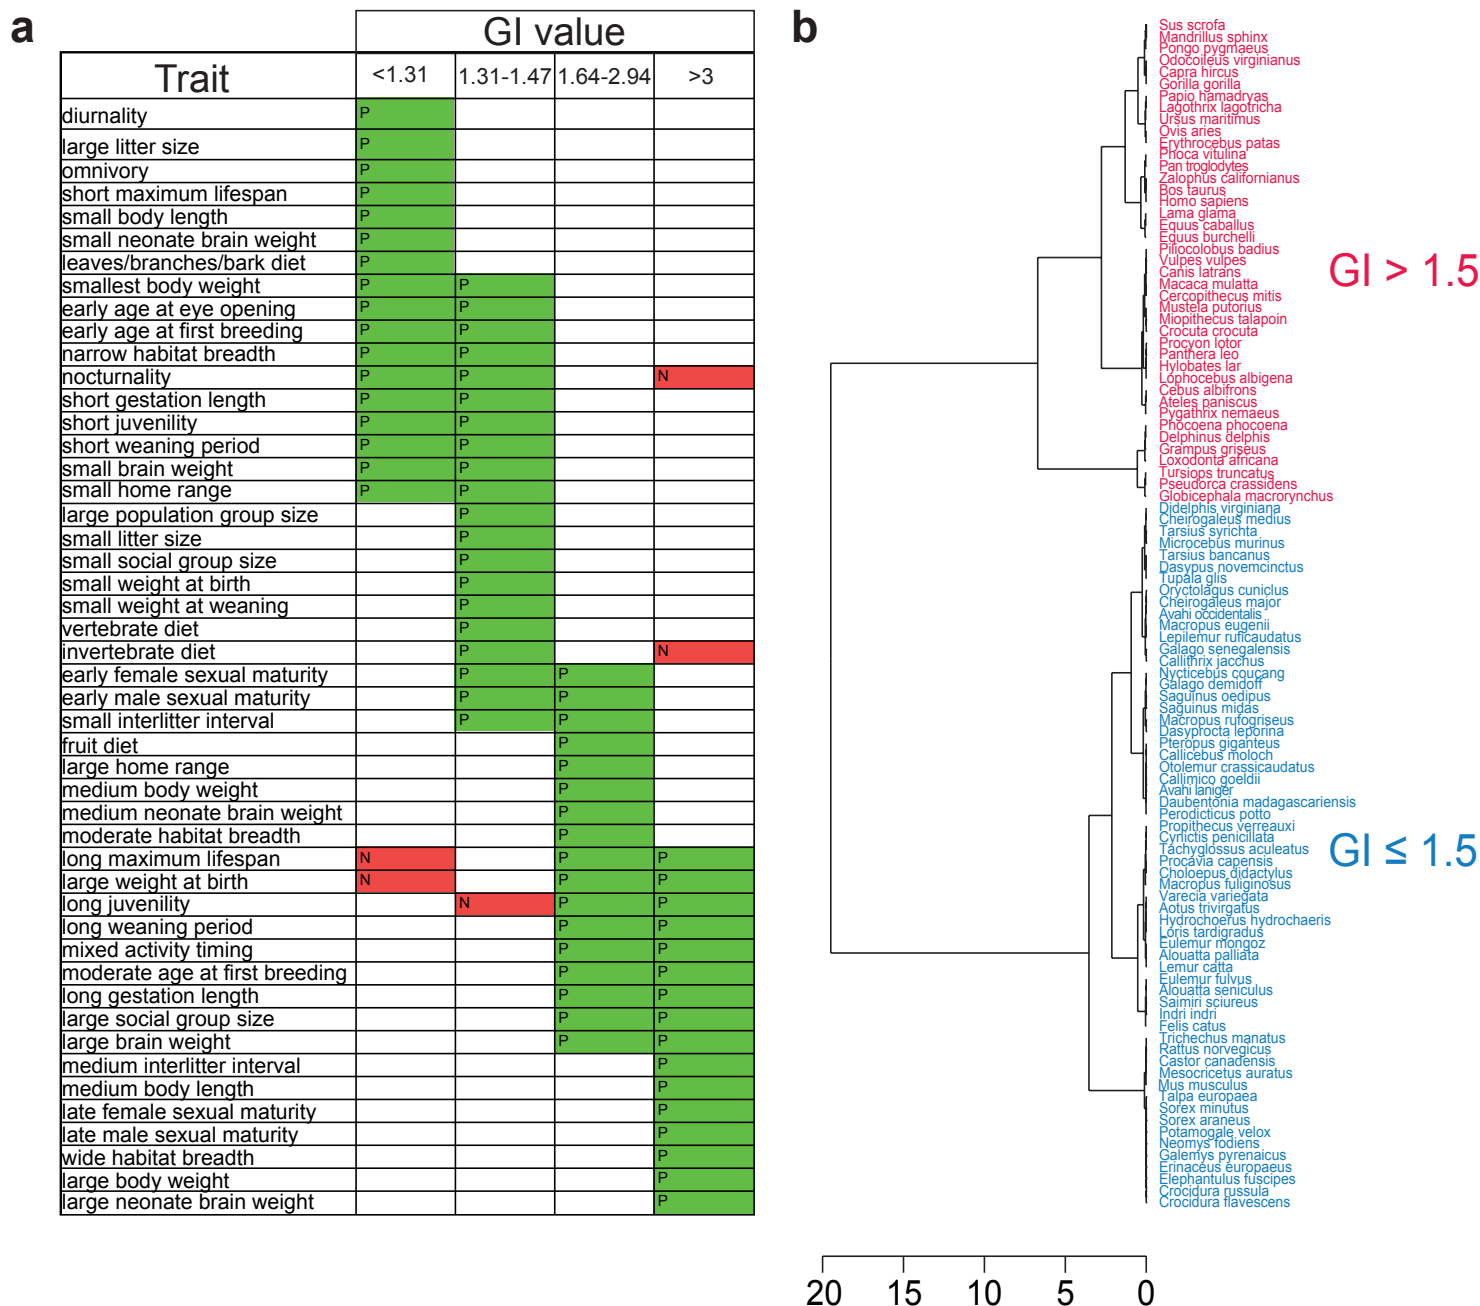 a
GI value
Trait <1.31 1.31-1.47 1.64-2.94 >3
diurnality P
large litter size P
omnivory P
short maximum lifespan P
small body length P
small neonate brain weight P
leaves/branches/bark diet P
smallest body weight P P
early age at eye opening P P
early age at first breeding P P
narrow habitat breadth P P
nocturnality P P N
short gestation length P P
short juvenility P P
short weaning period P P
small brain weight P P
small home range P P
large population group size P
small litter size P
small social group size P
small weight at birth P
small weight at weaning P
vertebrate diet P
invertebrate diet P N
early female sexual maturity P P
early male sexual maturity P P
small interlitter interval P P
fruit diet P
large home range P
medium body weight P
medium neonate brain weight P
moderate habitat breadth P
long maximum lifespan N P P
large weight at birth N P P
long juvenility N P P
long weaning period P P
mixed activity timing P P
moderate age at first breeding P P
long gestation length P P
large social group size P P
large brain weight P P
medium interlitter interval P
medium body length P
late female sexual maturity P
late male sexual maturity P
wide habitat breadth P
large body weight P
large neonate brain weight P
b
Sus scrofa
Mandrillus sphinx
Pongo pygmaeus
Odocoileus virginianus
Capra hircus
Gorilla gorilla
Papio hamadryas
Lagothrix lagotricha
Ursus maritimus
Ovis aries
Erythrocebus patas
Phoca vitulina
Pan troglodytes
Zalophus californianus
Bos taurus
Homo sapiens
Lama glama
Equus caballus
Equus burchelli
Piliocolobus badius
Vulpes vulpes
Canis latrans
Macaca mulatta
Cercopithecus mitis
Mustela putorius
Miopithecus talapoin
Crocuta crocuta
Procyon lotor
Panthera leo
Hylobates lar
Lophocebus albigena
Cebus albifrons
Ateles paniscus
Pygathrix nemaeus
Phocoena phocoena
Delphinus delphis
Grampus griseus
Loxodonta africana
Tursiops truncatus
Pseudorca crassidens
Globicephala macrorynchus
GI > 1.5
Didelphis virginiana
Cheirogaleus medius
Tarsius syrichta
Microcebus murinus
Tarsius bancanus
Dasypus novemcinctus
Tupaia glis
Oryctolagus cuniclus
Cheirogaleus major
Avahi occidentalis
Macropus eugenii
Lepilemur ruficaudatus
Galago senegalensis
Callithrix jacchus
Nycticebus coucang
Galago demidoff
Saguinus oedipus
Saguinus midas
Macropus rufogriseus
Dasyprocta leporina
Pteropus giganteus
Callicebus moloch
Otolemur crassicaudatus
Callimico goeldii
Avahi laniger
Daubentonia madagascariensis
Perodicticus potto
Propithecus verreauxi
Cynictis penicillata
Tachyglossus aculeatus
Procavia capensis
Choloepus didactylus
Macropus fuliginosus
Varecia variegata
Aotus trivirgatus
Hydrochoerus hydrochaeris
Loris tardigradus
Eulemur mongoz
Alouatta palliata
Lemur catta
Eulemur fulvus
Alouatta seniculus
Saimiri sciureus
Indri indri
Felis catus
Trichechus manatus
Rattus norvegicus
Castor canadensis
Mesocricetus auratus
Mus musculus
Talpa europaea
Sorex minutus
Sorex araneus
Potamogale velox
Neomys fodiens
Galemys pyrenaicus
Erinaceus europaeus
Elephantulus fuscipes
Crocidura russula
Crocidura flavescens
GI ≤ 1.5
20 15 10 5 0